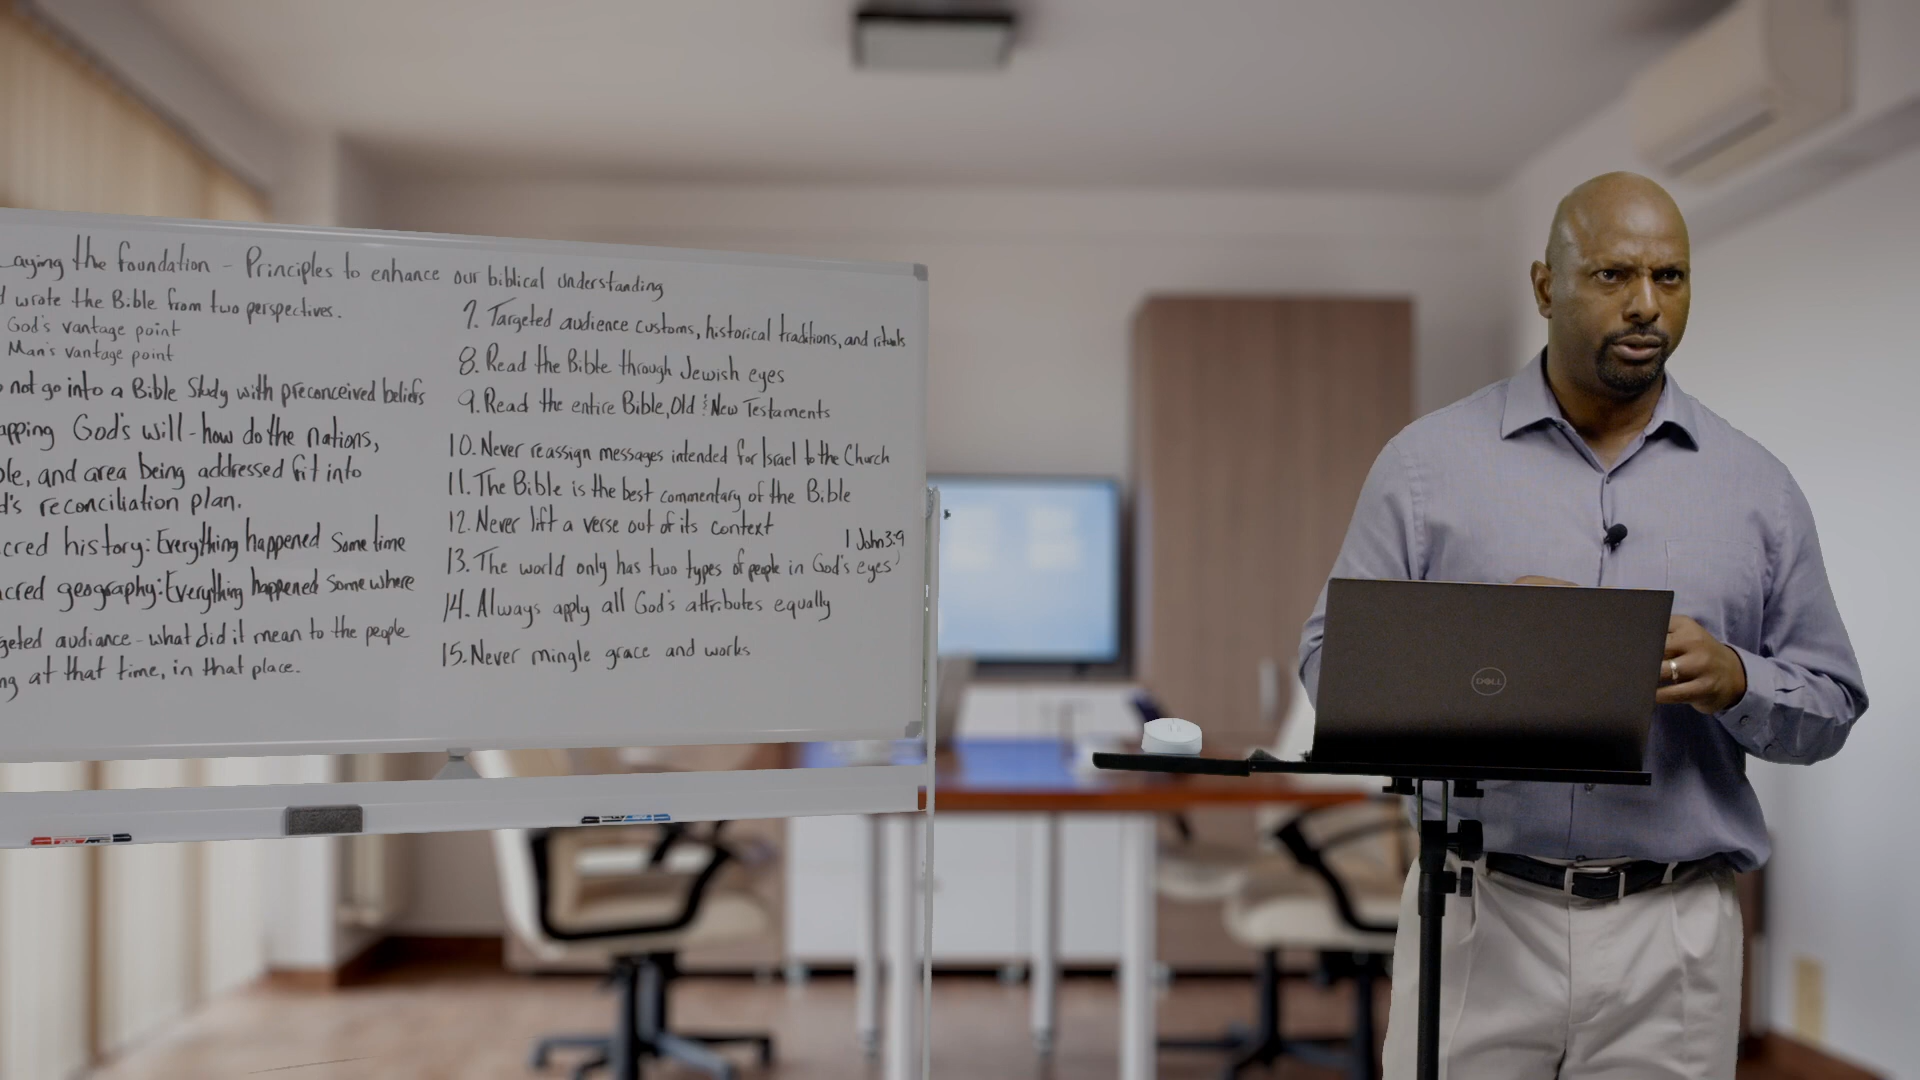 aying the foundation - Principles to enhance our biblical understanding
wrote the Bible from two perspectives.
God's vantage point
Man's vantage point
not go into a Bible Study with preconceived beliefs
apping God's will - how do the nations,
ple, and area being addressed fit into
d's reconciliation plan.
cred history: Everything happened Some time
cred geography: Everything happened Some where
geted audiance - what did it mean to the people
ng at that time, in that place.
7. Targeted audience customs, historical traditions, and rituals
8. Read the Bible through Jewish eyes
9. Read the entire Bible, Old & New Testaments
10. Never reassign messages intended for Israel to the Church
11. The Bible is the best commentary of the Bible
12. Never lift a verse out of its context
1 John 3:9
13. The world only has two types of people in God's eyes
14. Always apply all God's attributes equally
15. Never mingle grace and works
DELL